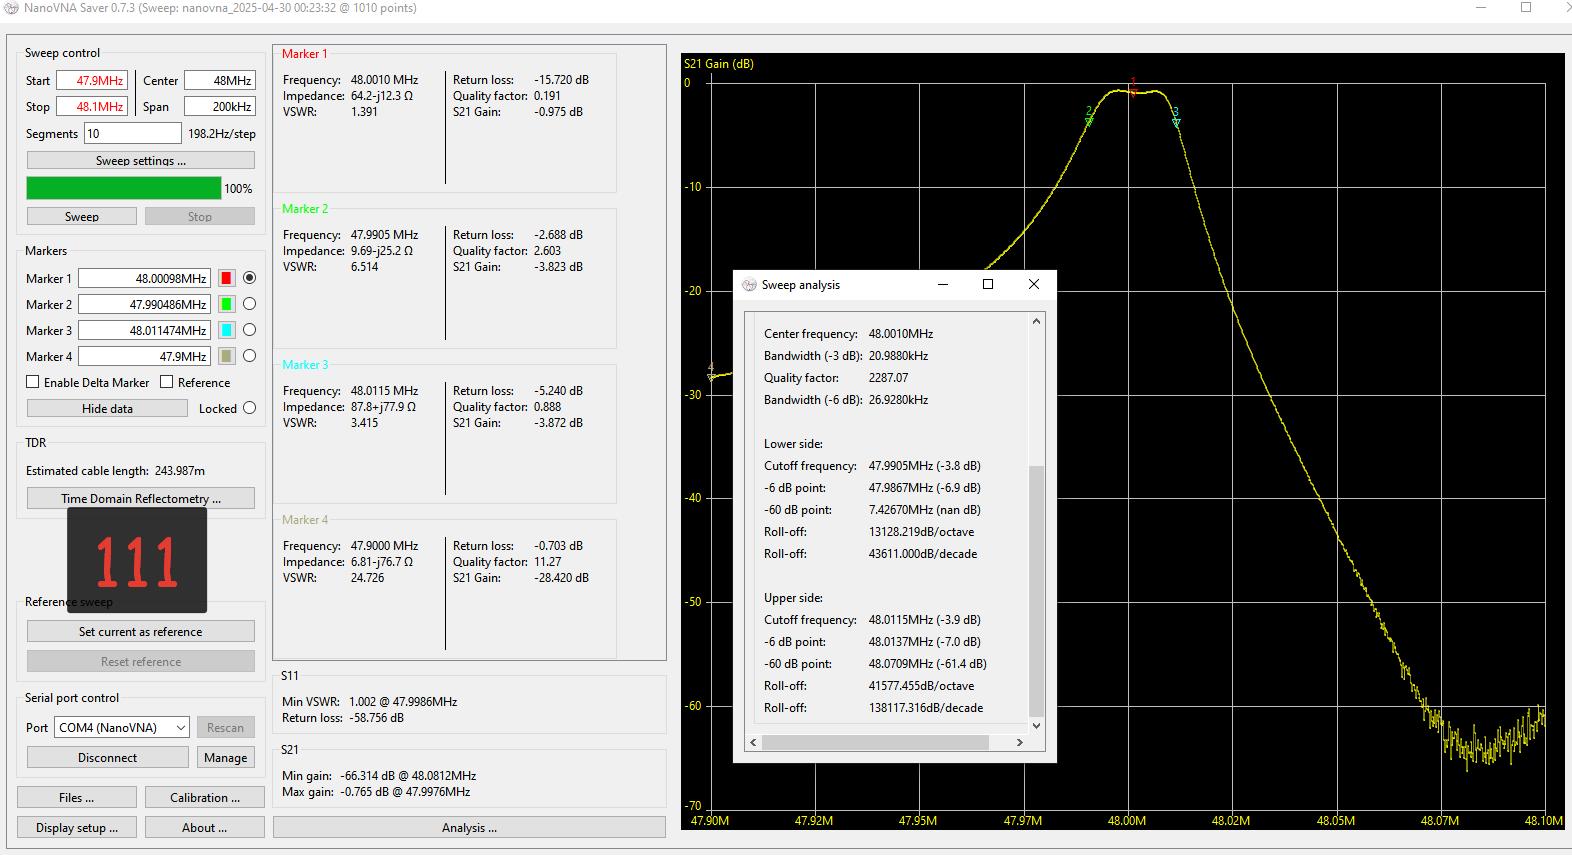 NanoVNA Saver 0.7.3 (Sweep: nanovna_2025-04-30 00:23:32 @ 1010 points)
Sweep control
Start 47.9MHz Center 48MHz
Stop 48.1MHz Span 200kHz
Segments 10 198.2Hz/step
Sweep settings ...
100%
Sweep Stop
Markers
Marker 1 48.00098MHz
Marker 2 47.990486MHz
Marker 3 48.011474MHz
Marker 4 47.9MHz
Enable Delta Marker Reference
Hide data Locked
TDR
Estimated cable length: 243.987m
Time Domain Reflectometry ...
111
Reference sweep
Set current as reference
Reset reference
Serial port control
Port COM4 (NanoVNA) Rescan
Disconnect Manage
Files ... Calibration ...
Display setup ... About ...
Marker 1
Frequency: 48.0010 MHz Return loss: -15.720 dB
Impedance: 64.2-j12.3 Ω Quality factor: 0.191
VSWR: 1.391 S21 Gain: -0.975 dB
Marker 2
Frequency: 47.9905 MHz Return loss: -2.688 dB
Impedance: 9.69-j25.2 Ω Quality factor: 2.603
VSWR: 6.514 S21 Gain: -3.823 dB
Marker 3
Frequency: 48.0115 MHz Return loss: -5.240 dB
Impedance: 87.8+j77.9 Ω Quality factor: 0.888
VSWR: 3.415 S21 Gain: -3.872 dB
Marker 4
Frequency: 47.9000 MHz Return loss: -0.703 dB
Impedance: 6.81-j76.7 Ω Quality factor: 11.27
VSWR: 24.726 S21 Gain: -28.420 dB
S11
Min VSWR: 1.002 @ 47.9986MHz
Return loss: -58.756 dB
S21
Min gain: -66.314 dB @ 48.0812MHz
Max gain: -0.765 dB @ 47.9976MHz
Analysis ...
S21 Gain (dB)
0
-10
-20
-30
-40
-50
-60
-70
1
2
3
4
47.90M 47.92M 47.95M 47.97M 48.00M 48.02M 48.05M 48.07M 48.10M
Sweep analysis
Center frequency: 48.0010MHz
Bandwidth (-3 dB): 20.9880kHz
Quality factor: 2287.07
Bandwidth (-6 dB): 26.9280kHz
Lower side:
Cutoff frequency: 47.9905MHz (-3.8 dB)
-6 dB point: 47.9867MHz (-6.9 dB)
-60 dB point: 7.42670MHz (nan dB)
Roll-off: 13128.219dB/octave
Roll-off: 43611.000dB/decade
Upper side:
Cutoff frequency: 48.0115MHz (-3.9 dB)
-6 dB point: 48.0137MHz (-7.0 dB)
-60 dB point: 48.0709MHz (-61.4 dB)
Roll-off: 41577.455dB/octave
Roll-off: 138117.316dB/decade